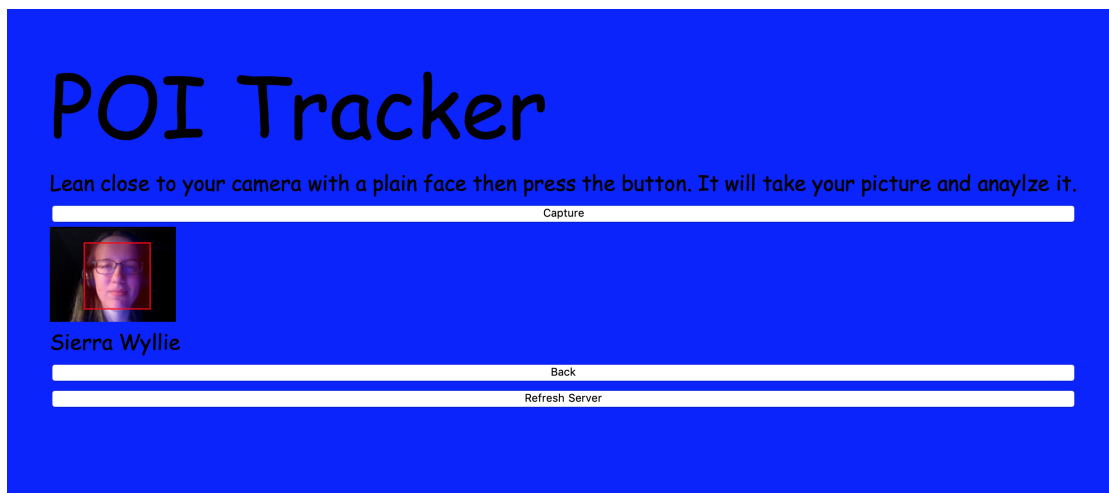 POI Tracker
Lean close to your camera with a plain face then press the button. It will take your picture and anaylze it.
Capture
Sierra Wyllie
Back
Refresh Server